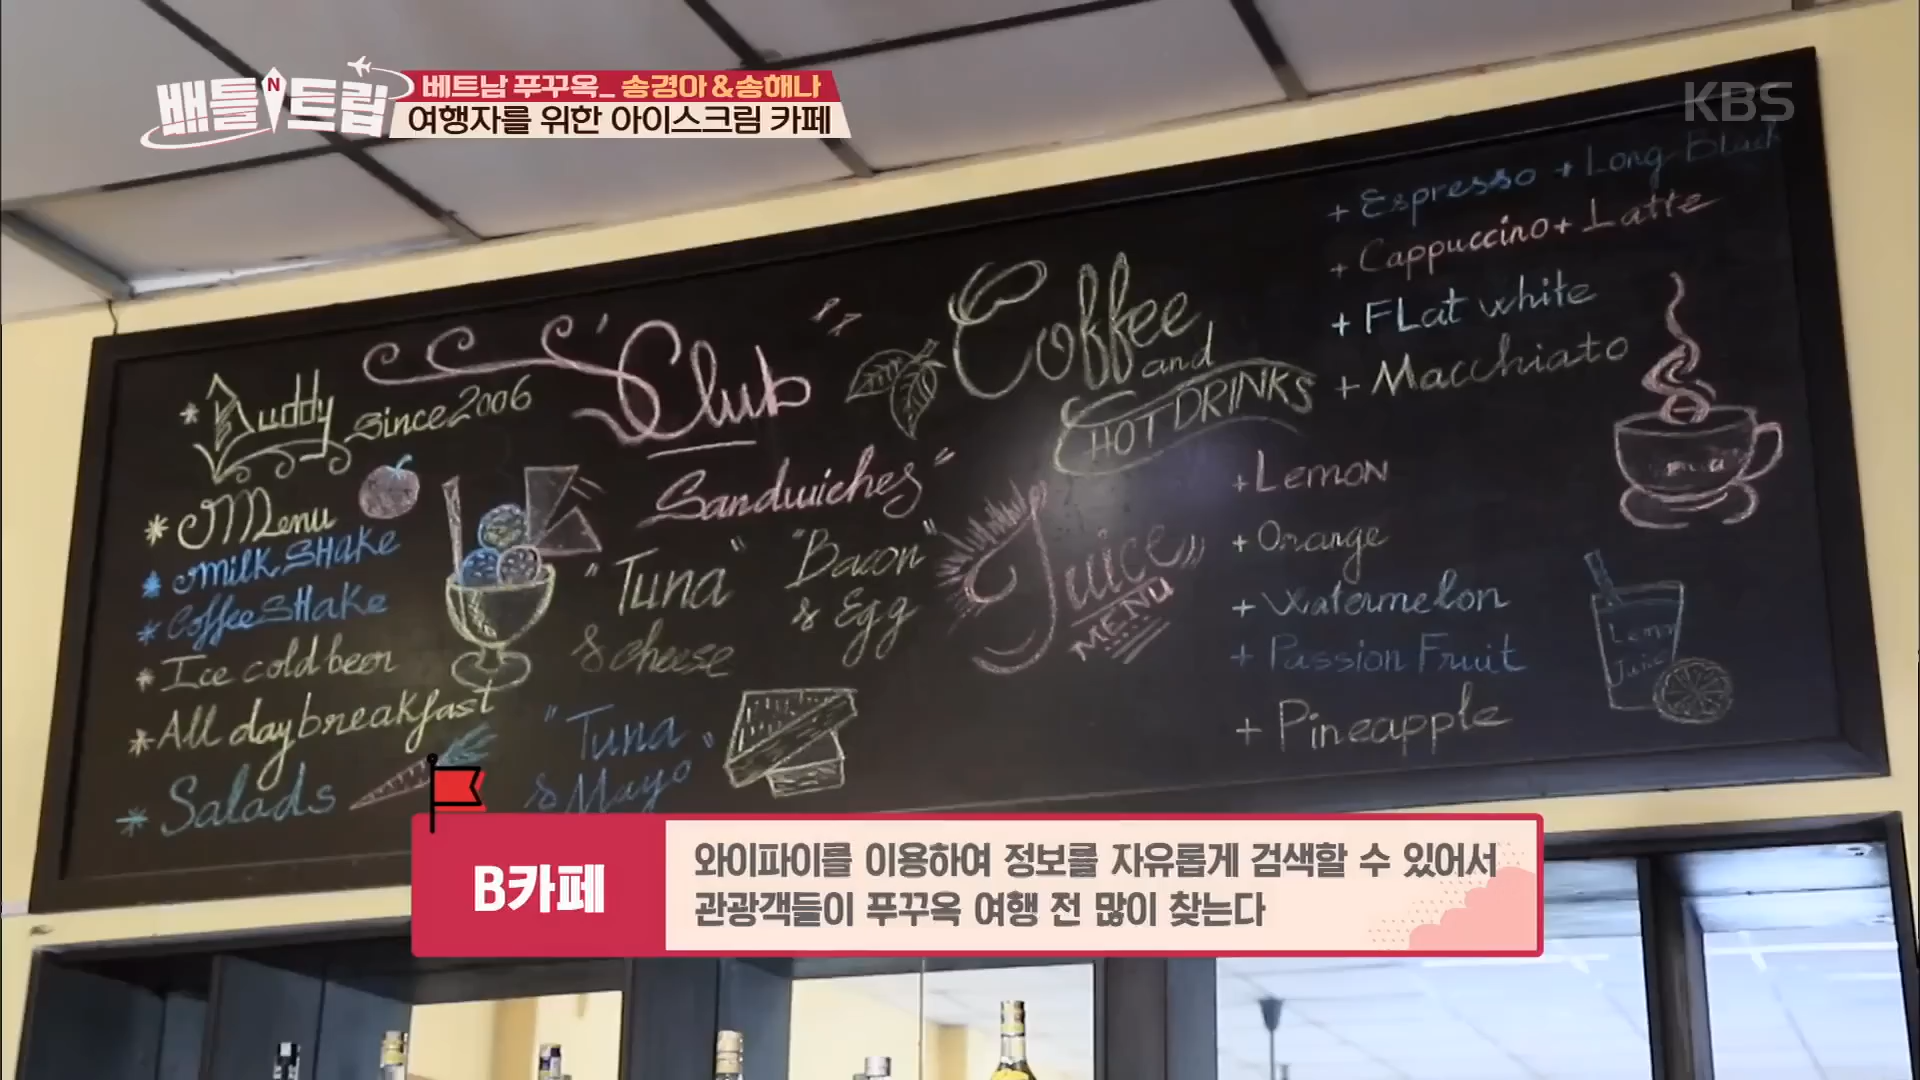 배틀트립
N
베트남 푸꾸옥_ 송경아&송해나
여행자를 위한 아이스크림 카페
KBS
* Buddy since 2006
* Menu
* Milk SHake
* Coffee SHake
* Ice cold beer
* All day breakfast
* Salads
Club
Sandwiches"
"Tuna"
& cheese
"Bacon"
& Egg
"Tuna
& Mayo
Coffee
and
HOT DRINKS
+ Espresso + Long Black
+ Cappuccino + Latte
+ FLat white
+ Macchiato
Juice
MENU
+ Lemon
+ Orange
+ Watermelon
+ Passion Fruit
+ Pineapple
B카페
와이파이를 이용하여 정보를 자유롭게 검색할 수 있어서
관광객들이 푸꾸옥 여행 전 많이 찾는다